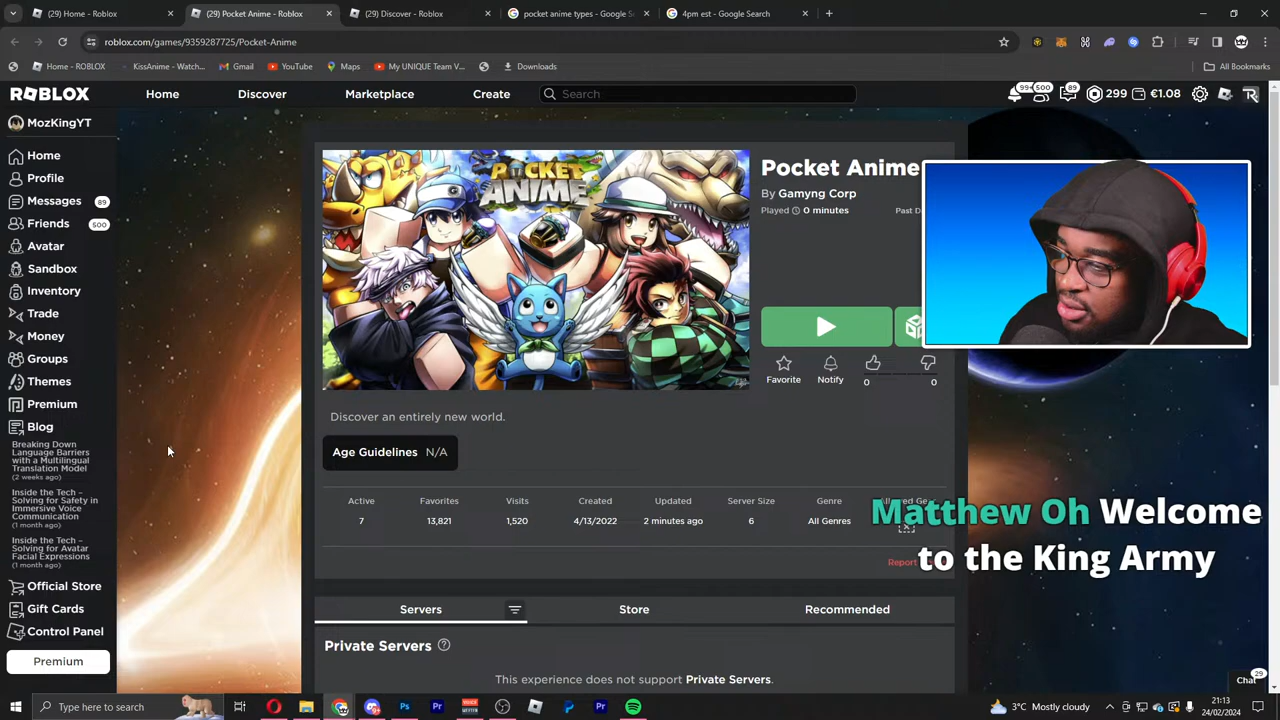 (29) Home - Roblox
(29) Pocket Anime - Roblox
(29) Discover - Roblox
pocket anime types - Google S
4pm est - Google Search
roblox.com/games/9359287725/Pocket-Anime
Home - ROBLOX
KissAnime - Watch...
Gmail
YouTube
Maps
My UNIQUE Team V...
Downloads
All Bookmarks
ROBLOX
Home
Discover
Marketplace
Create
Search
99+
500
89
299
€1.08
MozKingYT
Home
Profile
Messages
89
Friends
500
Avatar
Sandbox
Inventory
Trade
Money
Groups
Themes
Premium
Blog
Breaking Down
Language Barriers
with a Multilingual
Translation Model
(2 weeks ago)
Inside the Tech –
Solving for Safety in
Immersive Voice
Communication
(1 month ago)
Inside the Tech –
Solving for Avatar
Facial Expressions
(1 month ago)
Official Store
Gift Cards
Control Panel
Premium
POCKET
ANIME
Pocket Anime
By Gamyng Corp
Played 0 minutes
Past D
Favorite
Notify
0
0
Discover an entirely new world.
Age Guidelines N/A
Active
Favorites
Visits
Created
Updated
Server Size
Genre
7
13,821
1,520
4/13/2022
2 minutes ago
6
All Genres
Matthew Oh Welcome
to the King Army
Report
Servers
Store
Recommended
Private Servers
This experience does not support Private Servers.
Chat
29
Type here to search
3°C Mostly cloudy
21:13
24/02/2024